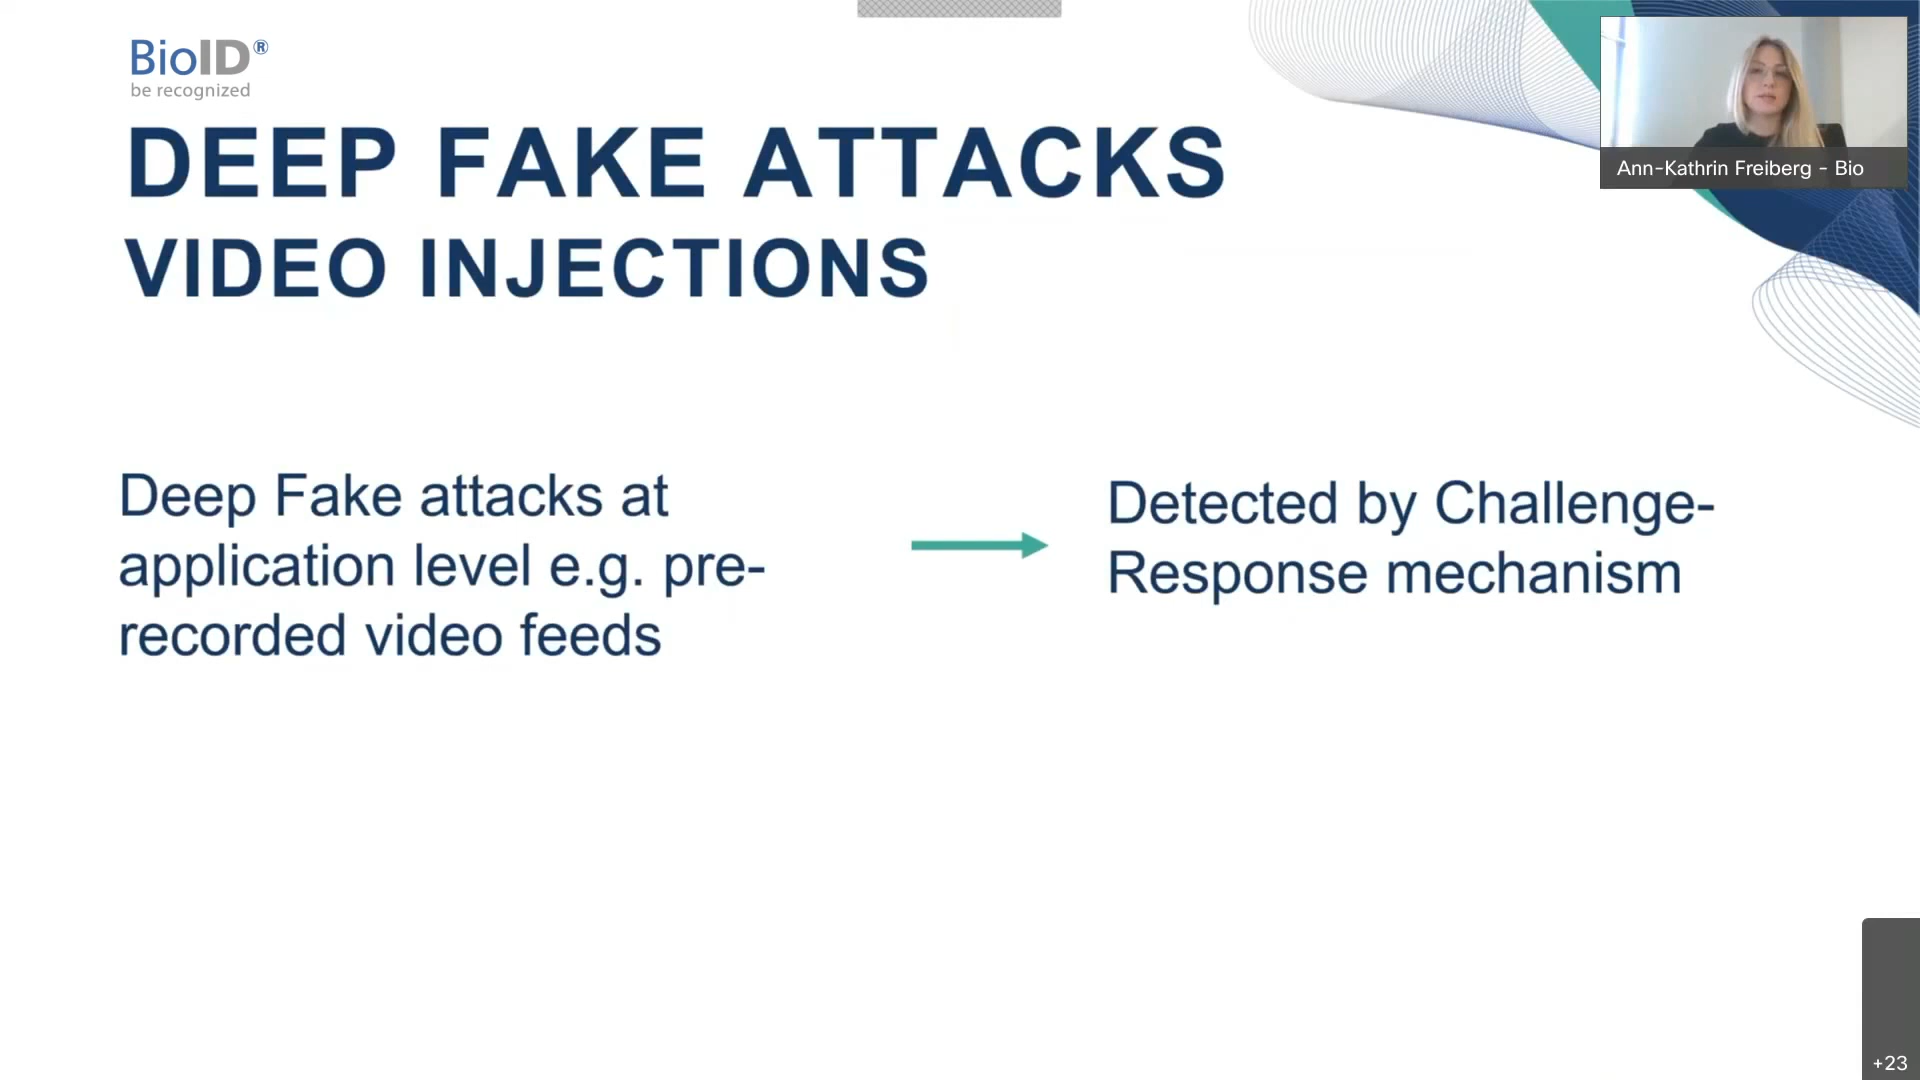 BioID®
be recognized
DEEP FAKE ATTACKS
VIDEO INJECTIONS
Ann-Kathrin Freiberg - Bio
Deep Fake attacks at
application level e.g. pre-
recorded video feeds
Detected by Challenge-
Response mechanism
+23